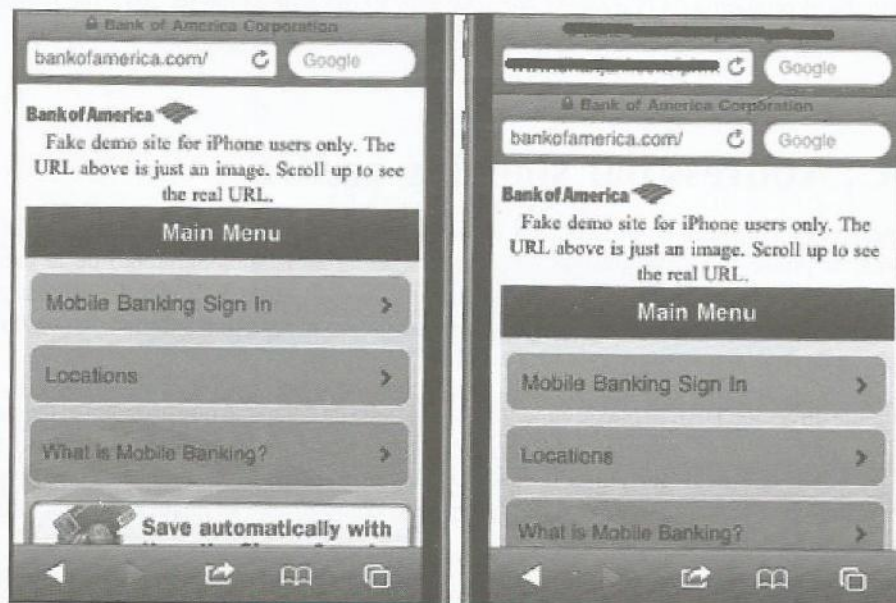 Bank of America Corporation
bankofamerica.com/
Google
Bank of America
Fake demo site for iPhone users only. The
URL above is just an image. Scroll up to see
the real URL.
Main Menu
Mobile Banking Sign In
Locations
What is Mobile Banking?
Save automatically with
Google
Bank of America Corporation
bankofamerica.com/
Google
Bank of America
Fake demo site for iPhone users only. The
URL above is just an image. Scroll up to see
the real URL.
Main Menu
Mobile Banking Sign In
Locations
What is Mobile Banking?